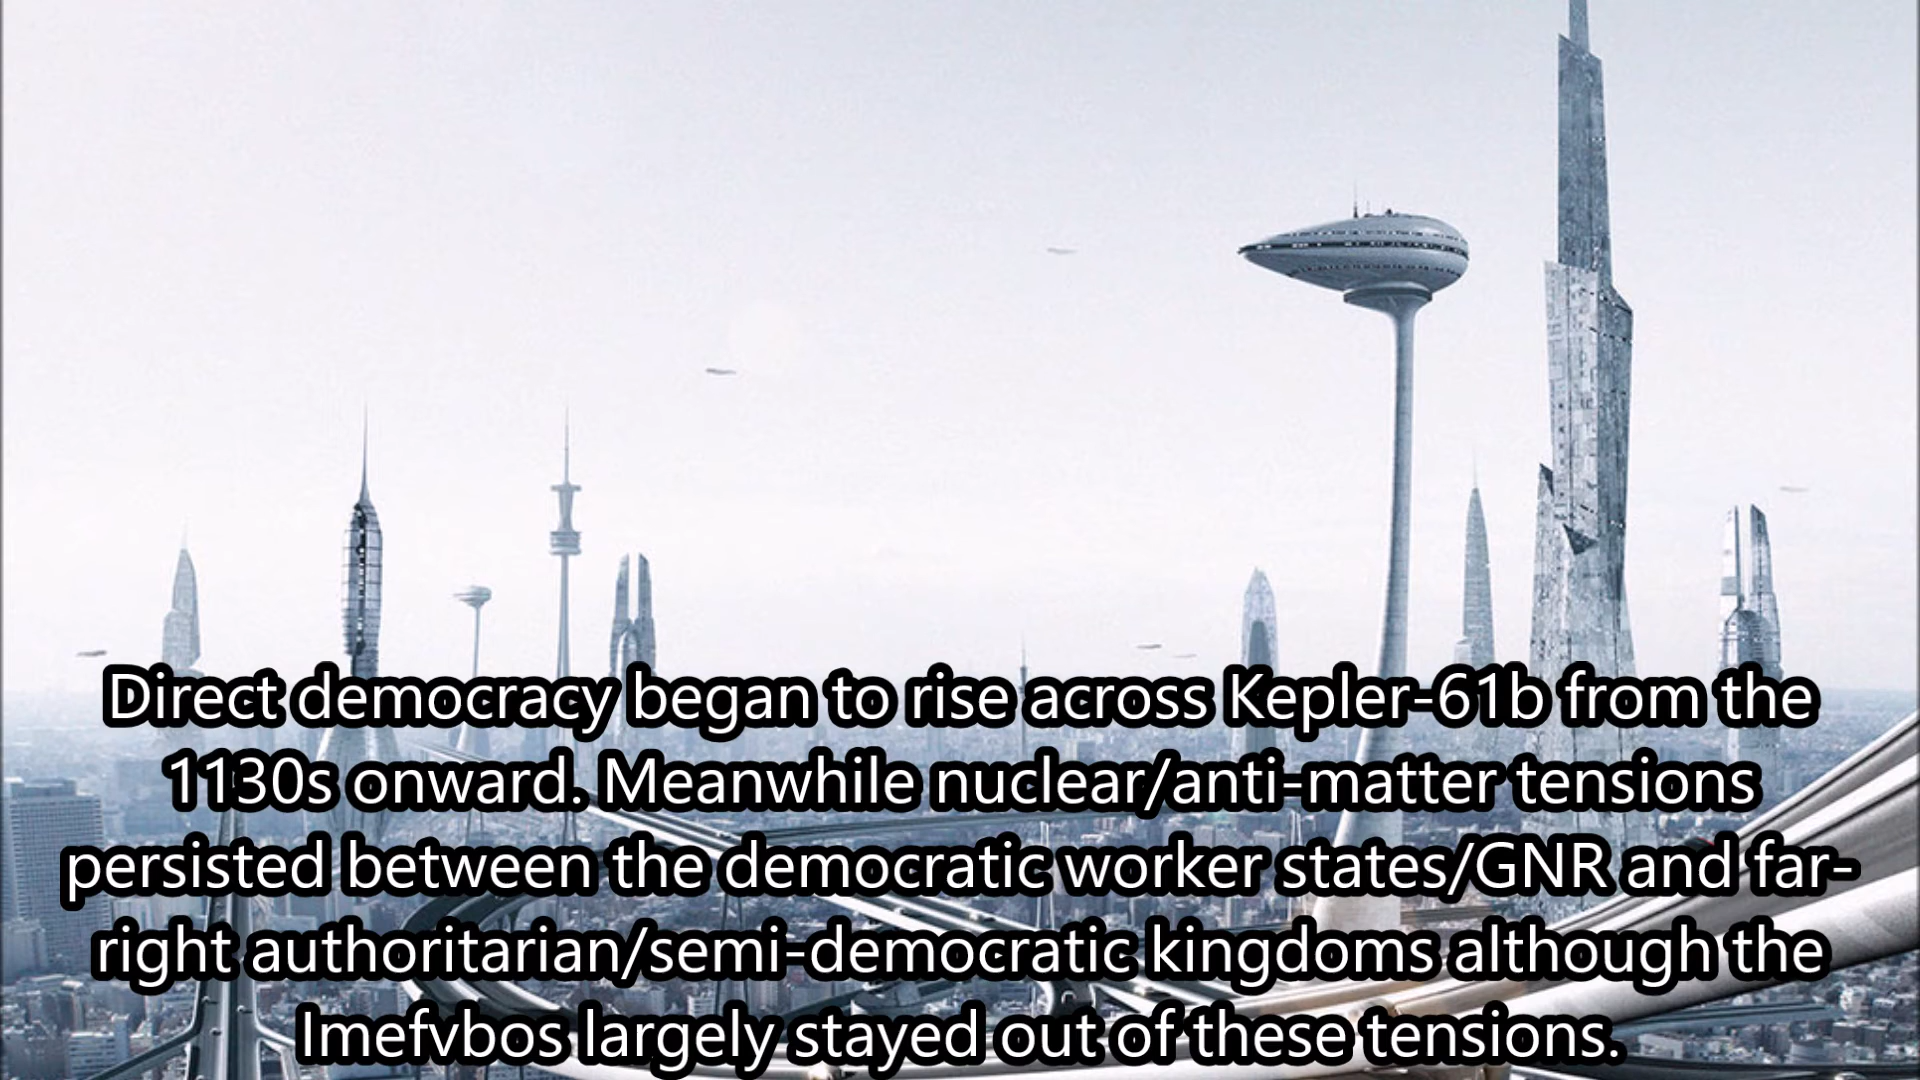 Direct democracy began to rise across Kepler-61b from the
1130s onward. Meanwhile nuclear/anti-matter tensions
persisted between the democratic worker states/GNR and far-
right authoritarian/semi-democratic kingdoms although the
Imefvbos largely stayed out of these tensions.